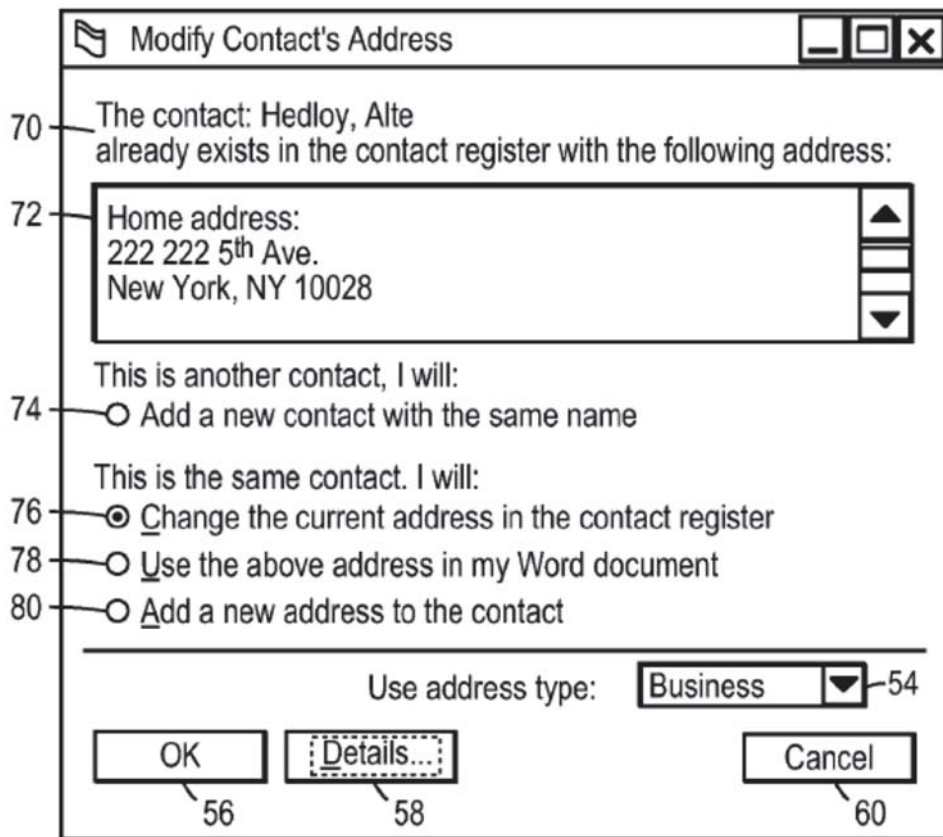 Modify Contact's Address
70
The contact: Hedloy, Alte
already exists in the contact register with the following address:
72
Home address:
222 222 5th Ave.
New York, NY 10028
This is another contact, I will:
74
Add a new contact with the same name
This is the same contact. I will:
76
Change the current address in the contact register
78
Use the above address in my Word document
80
Add a new address to the contact
Use address type: Business 54
OK Details... Cancel
56 58 60